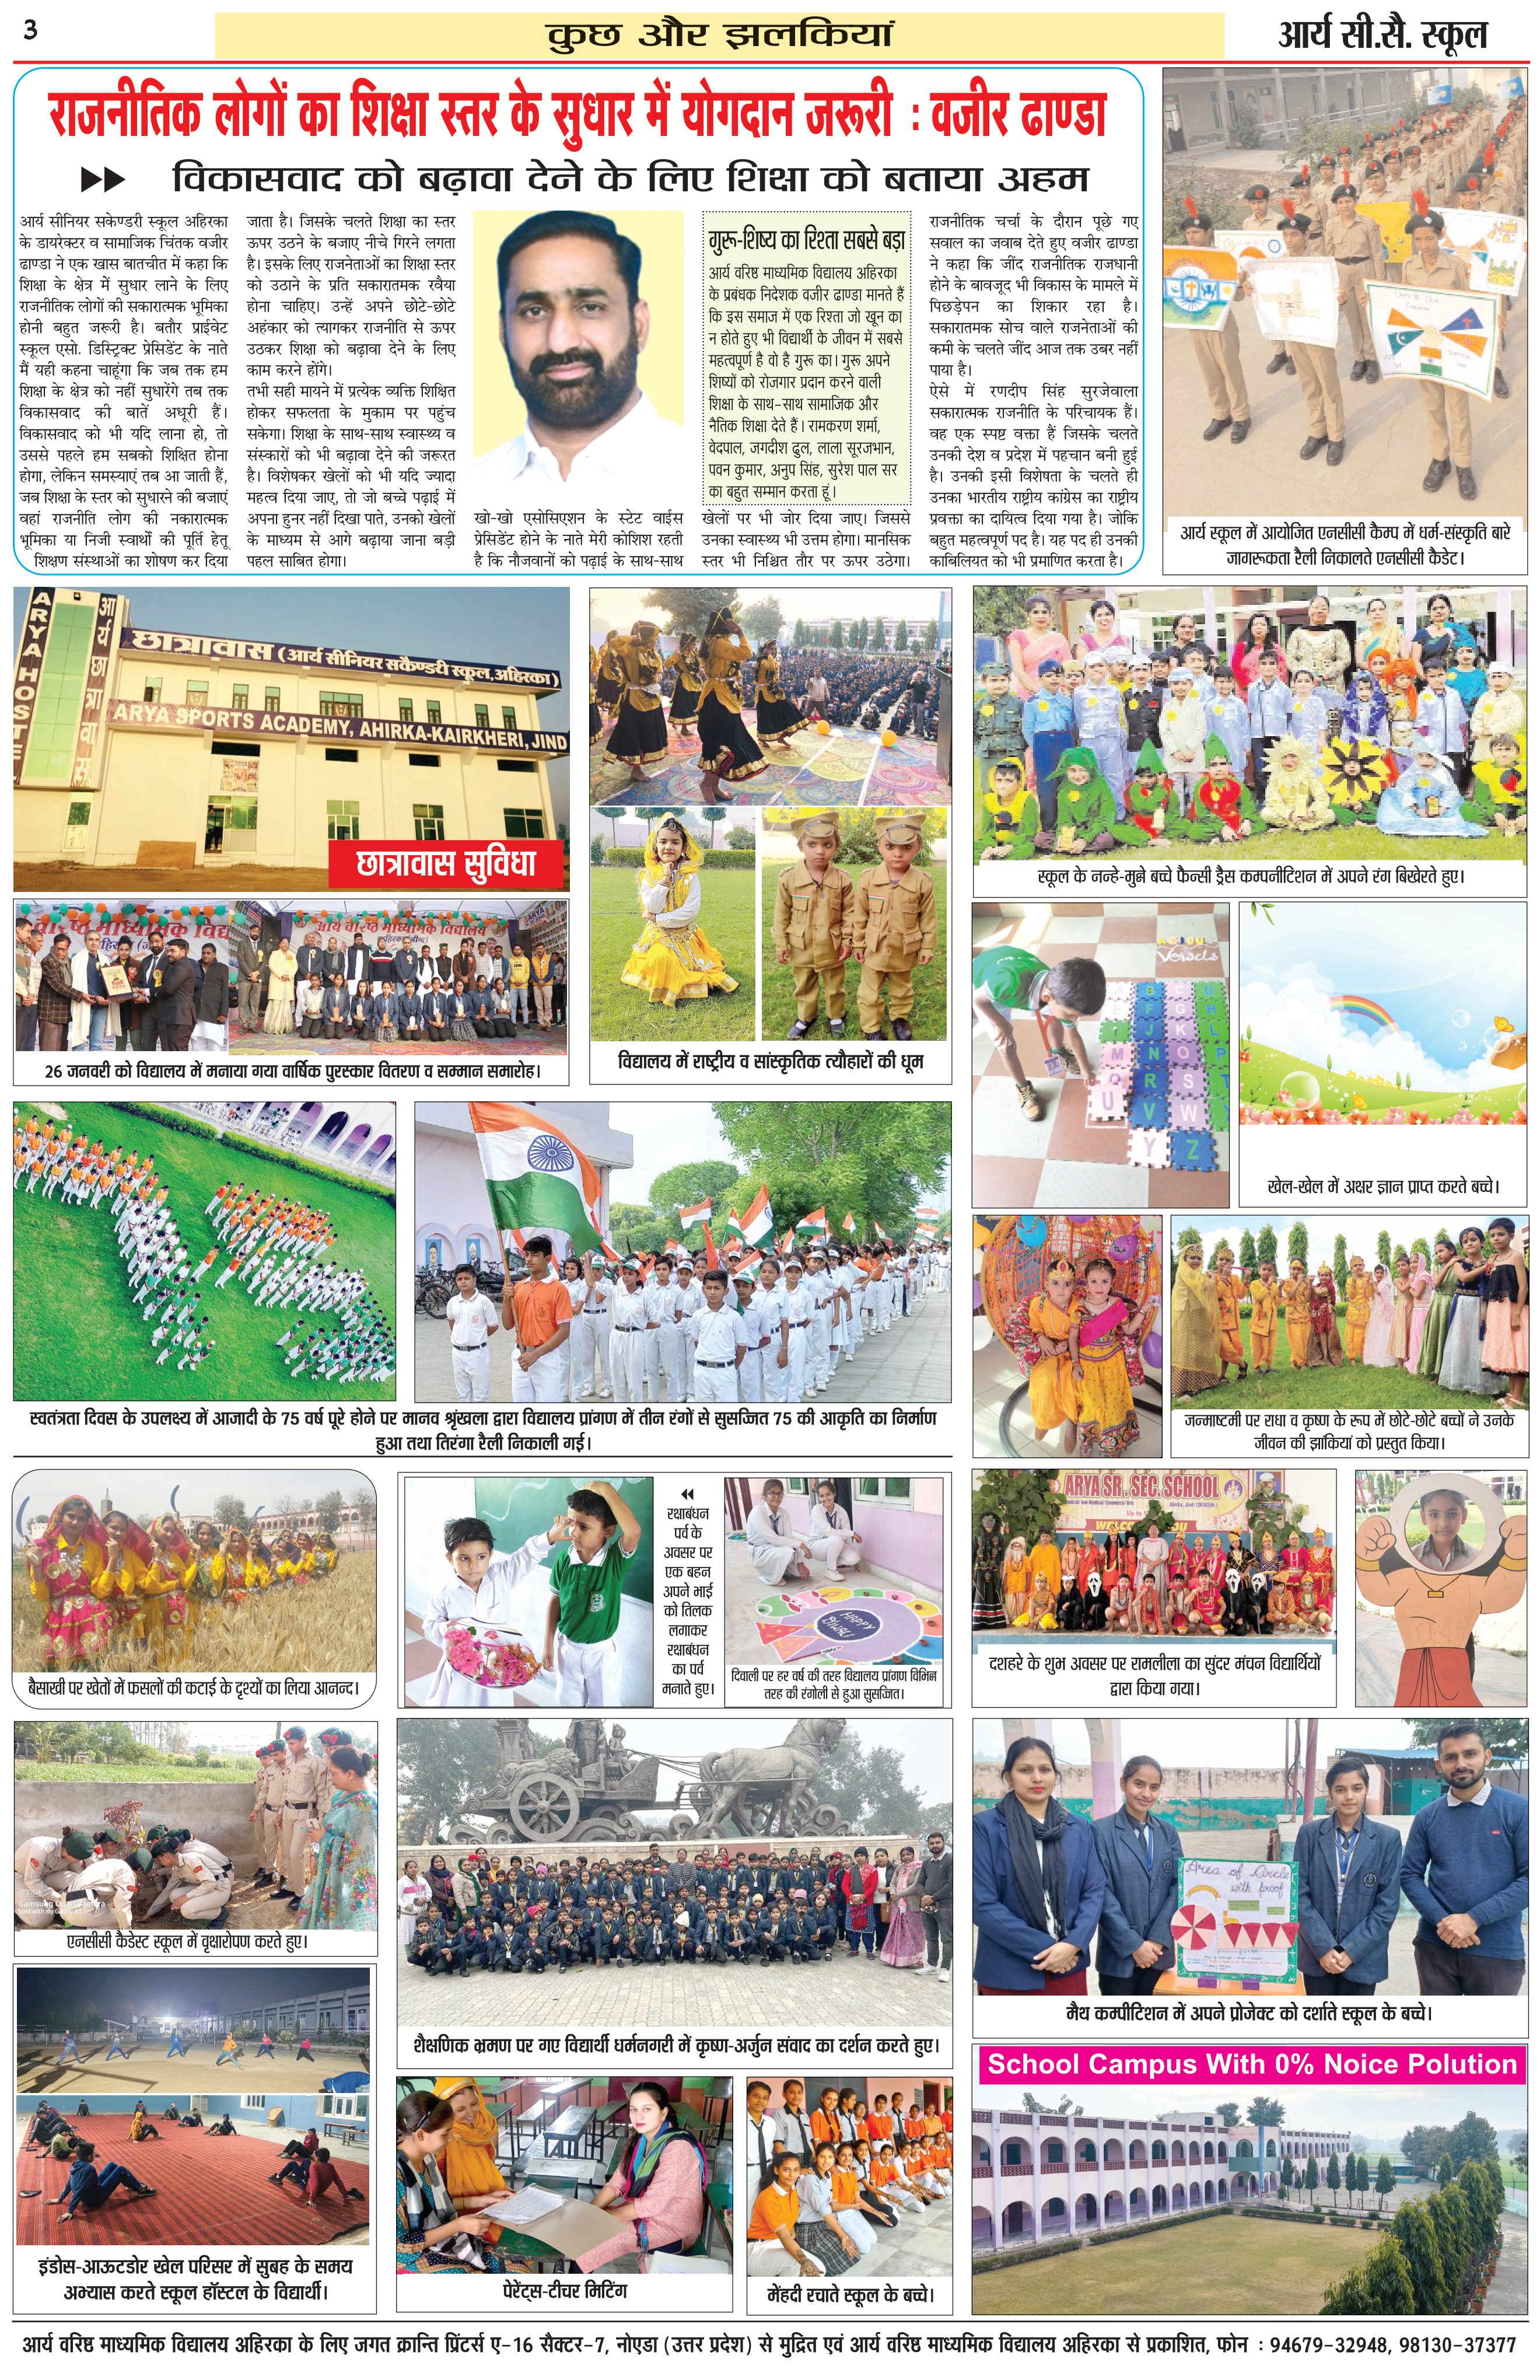 3
कुछ और झलकियां
आर्य सी.सै. स्कूल
राजनीतिक लोगों का शिक्षा स्तर के सुधार में योगदान जरूरी : वजीर ढाण्डा
विकासवाद को बढ़ावा देने के लिए शिक्षा को बताया अहम
आर्य सीनियर सकेण्डरी स्कूल अहिरका
के डायरेक्टर व सामाजिक चिंतक वजीर
ढाण्डा ने एक खास बातचीत में कहा कि
शिक्षा के क्षेत्र में सुधार लाने के लिए
राजनीतिक लोगों की सकारात्मक भूमिका
होनी बहुत जरूरी है। बतौर प्राईवेट
स्कूल एसो. डिस्ट्रिक्ट प्रेसिडेंट के नाते
मैं यही कहना चाहूंगा कि जब तक हम
शिक्षा के क्षेत्र को नहीं सुधारेंगे तब तक
विकासवाद की बातें अधूरी हैं।
विकासवाद को भी यदि लाना हो, तो
उससे पहले हम सबको शिक्षित होना
होगा, लेकिन समस्याएं तब आ जाती हैं,
जब शिक्षा के स्तर को सुधारने की बजाएं
वहां राजनीति लोग की नकारात्मक
भूमिका या निजी स्वार्थों की पूर्ति हेतू
शिक्षण संस्थाओं का शोषण कर दिया
जाता है। जिसके चलते शिक्षा का स्तर
ऊपर उठने के बजाए नीचे गिरने लगता
है। इसके लिए राजनेताओं का शिक्षा स्तर
को उठाने के प्रति सकारातमक रवैया
होना चाहिए। उन्हें अपने छोटे-छोटे
अहंकार को त्यागकर राजनीति से ऊपर
उठकर शिक्षा को बढ़ावा देने के लिए
काम करने होंगे।
तभी सही मायने में प्रत्येक व्यक्ति शिक्षित
होकर सफलता के मुकाम पर पहुंच
सकेगा। शिक्षा के साथ-साथ स्वास्थ्य व
संस्कारों को भी बढ़ावा देने की जरूरत
है। विशेषकर खेलों को भी यदि ज्यादा
महत्व दिया जाए, तो जो बच्चे पढ़ाई में
अपना हुनर नहीं दिखा पाते, उनको खेलों
के माध्यम से आगे बढ़ाया जाना बड़ी
पहल साबित होगा।
खो-खो एसोसिएशन के स्टेट वाईस
प्रेसिडेंट होने के नाते मेरी कोशिश रहती
है कि नौजवानों को पढ़ाई के साथ-साथ
गुरू-शिष्य का रिश्ता सबसे बड़ा
आर्य वरिष्ठ माध्यमिक विद्यालय अहिरका
के प्रबंधक निदेशक वजीर ढाण्डा मानते हैं
कि इस समाज में एक रिश्ता जो खून का
न होते हुए भी विद्यार्थी के जीवन में सबसे
महत्वपूर्ण है वो है गुरू का। गुरू अपने
शिष्यों को रोजगार प्रदान करने वाली
शिक्षा के साथ-साथ सामाजिक और
नैतिक शिक्षा देते हैं। रामकरण शर्मा,
वेदपाल, जगदीश ढुल, लाला सूरजभान,
पवन कुमार, अनुप सिंह, सुरेश पाल सर
का बहुत सम्मान करता हूं।
खेलों पर भी जोर दिया जाए। जिससे
उनका स्वास्थ्य भी उत्तम होगा। मानसिक
स्तर भी निश्चित तौर पर ऊपर उठेगा।
राजनीतिक चर्चा के दौरान पूछे गए
सवाल का जवाब देते हुए वजीर ढाण्डा
ने कहा कि जींद राजनीतिक राजधानी
होने के बावजूद भी विकास के मामले में
पिछड़ेपन का शिकार रहा है।
सकारातमक सोच वाले राजनेताओं की
कमी के चलते जींद आज तक उबर नहीं
पाया है।
ऐसे में रणदीप सिंह सुरजेवाला
सकारात्मक राजनीति के परिचायक हैं।
वह एक स्पष्ट वक्ता हैं जिसके चलते
उनकी देश व प्रदेश में पहचान बनी हुई
है। उनकी इसी विशेषता के चलते ही
उनका भारतीय राष्ट्रीय कांग्रेस का राष्ट्रीय
प्रवक्ता का दायित्व दिया गया है। जोकि
बहुत महत्वपूर्ण पद है। यह पद ही उनकी
काबिलियत को भी प्रमाणित करता है।
आर्य स्कूल में आयोजित एनसीसी कैम्प में धर्म-संस्कृति बारे
जागरूकता रैली निकालते एनसीसी कैडेट।
ARYA HOSTEL
आर्य छात्रावास
छात्रावास (आर्य सीनियर सकैण्डरी स्कूल, अहिरका)
ARYA SPORTS ACADEMY, AHIRKA-KAIRKHERI, JIND
छात्रावास सुविधा
वरिष्ठ माध्यमिक विद्य
आर्य वरिष्ठ माध्यमिक विद्यालय
26 जनवरी को विद्यालय में मनाया गया वार्षिक पुरस्कार वितरण व सम्मान समारोह।
विद्यालय में राष्ट्रीय व सांस्कृतिक त्यौहारों की धूम
स्कूल के नन्हे-मुन्ने बच्चे फैन्सी ड्रैस कम्पनीटिशन में अपने रंग बिखेरते हुए।
Vowels
खेल-खेल में अक्षर ज्ञान प्राप्त करते बच्चे।
स्वतंत्रता दिवस के उपलक्ष्य में आजादी के 75 वर्ष पूरे होने पर मानव श्रृंखला द्वारा विद्यालय प्रांगण में तीन रंगों से सुसज्जित 75 की आकृति का निर्माण
हुआ तथा तिरंगा रैली निकाली गई।
जन्माष्टमी पर राधा व कृष्ण के रूप में छोटे-छोटे बच्चों ने उनके
जीवन की झांकियां को प्रस्तुत किया।
बैसाखी पर खेतों में फसलों की कटाई के दृश्यों का लिया आनन्द।
रक्षाबंधन
पर्व के
अवसर पर
एक बहन
अपने भाई
को तिलक
लगाकर
रक्षाबंधन
का पर्व
मनाते हुए।
HAPPY
DIWALI
दिवाली पर हर वर्ष की तरह विद्यालय प्रांगण विभिन्न
तरह की रंगोली से हुआ सुसज्जित।
ARYA SR. SEC. SCHOOL
दशहरे के शुभ अवसर पर रामलीला का सुंदर मंचन विद्यार्थियों
द्वारा किया गया।
एनसीसी कैडेस्ट स्कूल में वृक्षारोपण करते हुए।
शैक्षणिक भ्रमण पर गए विद्यार्थी धर्मनगरी में कृष्ण-अर्जुन संवाद का दर्शन करते हुए।
Area of Circle
with proof
मैथ कम्पीटिशन में अपने प्रोजेक्ट को दर्शाते स्कूल के बच्चे।
इंडोस-आऊटडोर खेल परिसर में सुबह के समय
अभ्यास करते स्कूल हॉस्टल के विद्यार्थी।
पेरेंट्स-टीचर मिटिंग
मेंहदी रचाते स्कूल के बच्चे।
School Campus With 0% Noice Polution
आर्य वरिष्ठ माध्यमिक विद्यालय अहिरका के लिए जगत क्रान्ति प्रिंटर्स ए-16 सैक्टर-7, नोएडा (उत्तर प्रदेश) से मुद्रित एवं आर्य वरिष्ठ माध्यमिक विद्यालय अहिरका से प्रकाशित, फोन : 94679-32948, 98130-37377